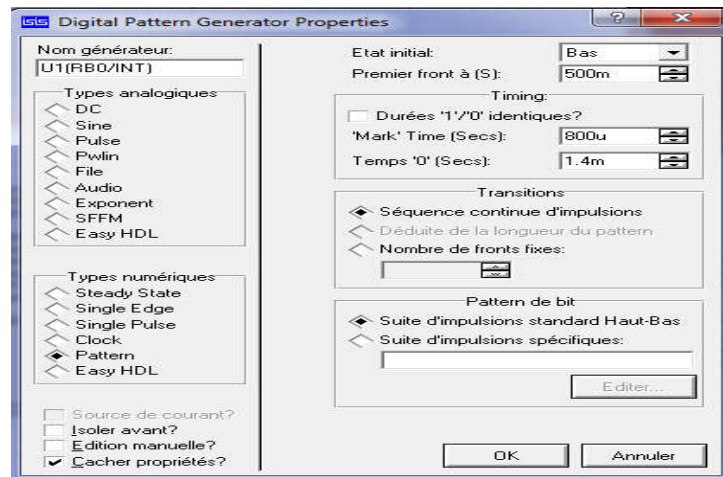 ISIS Digital Pattern Generator Properties
Nom générateur:
U1(RB0/INT)
Types analogiques
DC
Sine
Pulse
Pwlin
File
Audio
Exponent
SFFM
Easy HDL
Types numériques
Steady State
Single Edge
Single Pulse
Clock
Pattern
Easy HDL
Source de courant?
Isoler avant?
Edition manuelle?
Cacher propriétés?
Etat initial: Bas
Premier front à (S): 500m
Timing:
Durées '1'/'0' identiques?
'Mark' Time (Secs): 800u
Temps '0' (Secs): 1.4m
Transitions
Séquence continue d'impulsions
Déduite de la longueur du pattern
Nombre de fronts fixes:
Pattern de bit
Suite d'impulsions standard Haut-Bas
Suite d'impulsions spécifiques:
Editer...
OK Annuler